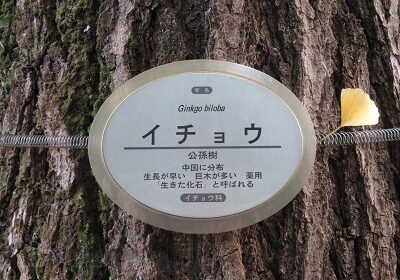 学名
Ginkgo biloba
イチョウ
公孫樹
中国に分布
生長が早い 巨木が多い 薬用
「生きた化石」と呼ばれる
イチョウ科